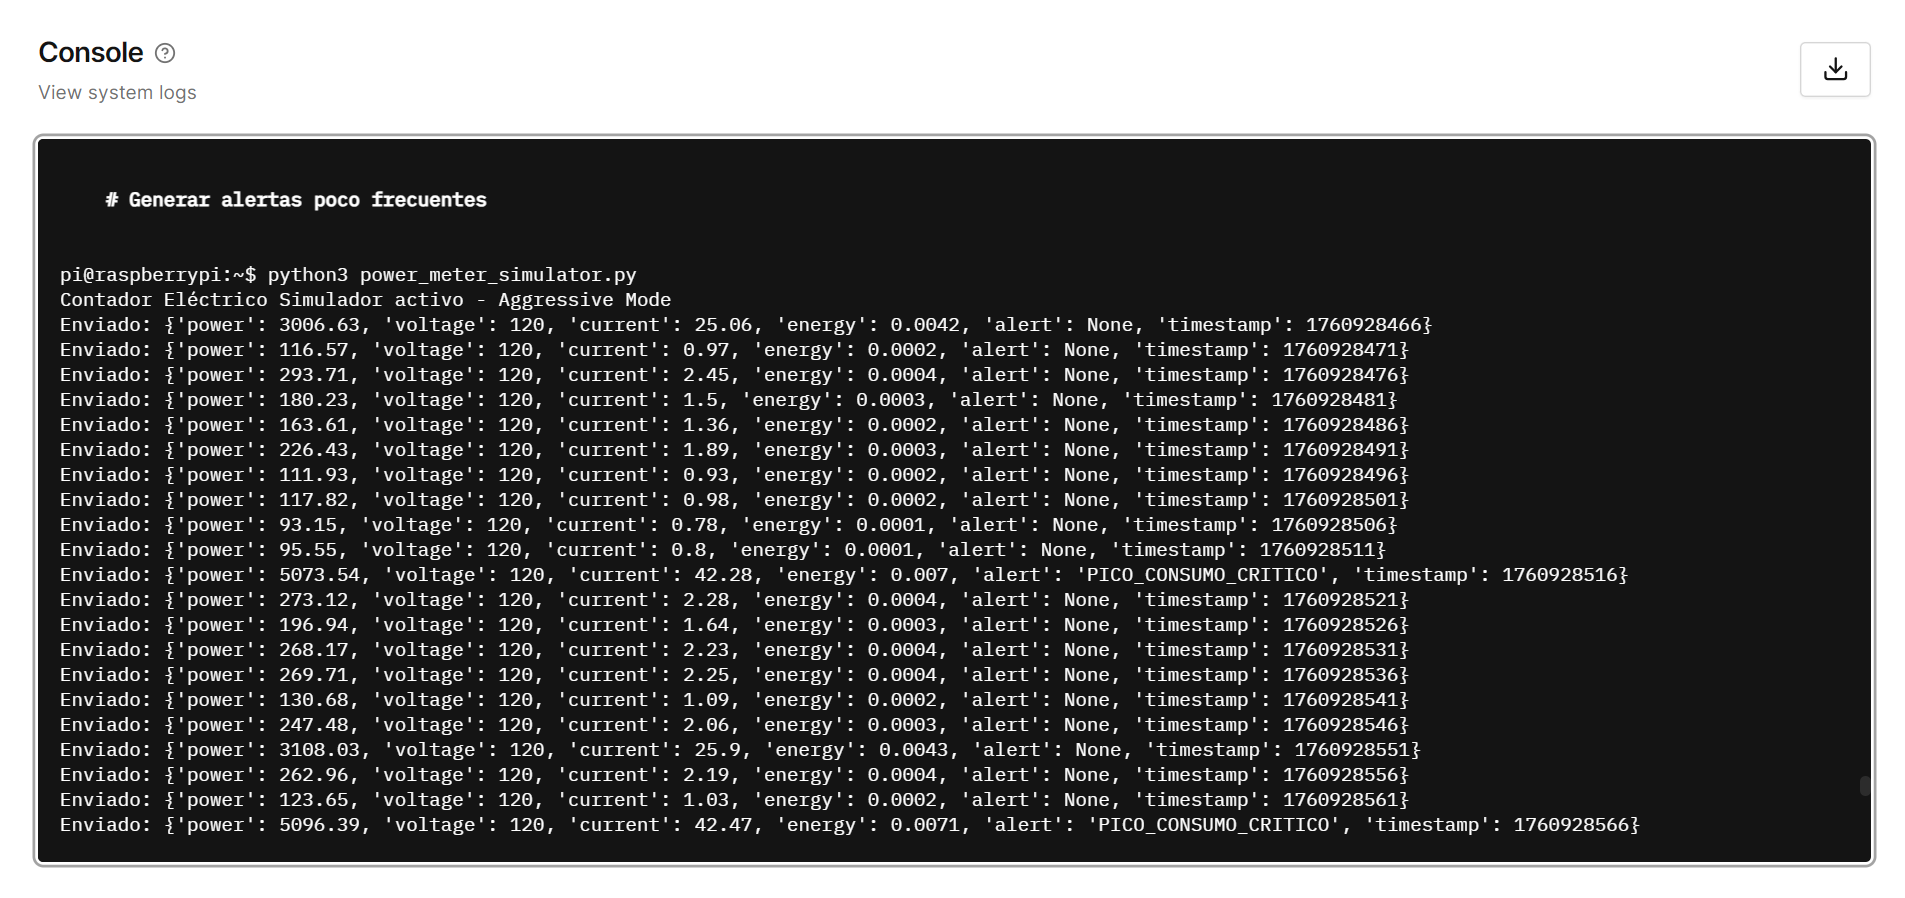 Console
View system logs
# Generar alertas poco frecuentes
pi@raspberrypi:~$ python3 power_meter_simulator.py
Contador Eléctrico Simulador activo - Aggressive Mode
Enviado: {'power': 3006.63, 'voltage': 120, 'current': 25.06, 'energy': 0.0042, 'alert': None, 'timestamp': 1760928466}
Enviado: {'power': 116.57, 'voltage': 120, 'current': 0.97, 'energy': 0.0002, 'alert': None, 'timestamp': 1760928471}
Enviado: {'power': 293.71, 'voltage': 120, 'current': 2.45, 'energy': 0.0004, 'alert': None, 'timestamp': 1760928476}
Enviado: {'power': 180.23, 'voltage': 120, 'current': 1.5, 'energy': 0.0003, 'alert': None, 'timestamp': 1760928481}
Enviado: {'power': 163.61, 'voltage': 120, 'current': 1.36, 'energy': 0.0002, 'alert': None, 'timestamp': 1760928486}
Enviado: {'power': 226.43, 'voltage': 120, 'current': 1.89, 'energy': 0.0003, 'alert': None, 'timestamp': 1760928491}
Enviado: {'power': 111.93, 'voltage': 120, 'current': 0.93, 'energy': 0.0002, 'alert': None, 'timestamp': 1760928496}
Enviado: {'power': 117.82, 'voltage': 120, 'current': 0.98, 'energy': 0.0002, 'alert': None, 'timestamp': 1760928501}
Enviado: {'power': 93.15, 'voltage': 120, 'current': 0.78, 'energy': 0.0001, 'alert': None, 'timestamp': 1760928506}
Enviado: {'power': 95.55, 'voltage': 120, 'current': 0.8, 'energy': 0.0001, 'alert': None, 'timestamp': 1760928511}
Enviado: {'power': 5073.54, 'voltage': 120, 'current': 42.28, 'energy': 0.007, 'alert': 'PICO_CONSUMO_CRITICO', 'timestamp': 1760928516}
Enviado: {'power': 273.12, 'voltage': 120, 'current': 2.28, 'energy': 0.0004, 'alert': None, 'timestamp': 1760928521}
Enviado: {'power': 196.94, 'voltage': 120, 'current': 1.64, 'energy': 0.0003, 'alert': None, 'timestamp': 1760928526}
Enviado: {'power': 268.17, 'voltage': 120, 'current': 2.23, 'energy': 0.0004, 'alert': None, 'timestamp': 1760928531}
Enviado: {'power': 269.71, 'voltage': 120, 'current': 2.25, 'energy': 0.0004, 'alert': None, 'timestamp': 1760928536}
Enviado: {'power': 130.68, 'voltage': 120, 'current': 1.09, 'energy': 0.0002, 'alert': None, 'timestamp': 1760928541}
Enviado: {'power': 247.48, 'voltage': 120, 'current': 2.06, 'energy': 0.0003, 'alert': None, 'timestamp': 1760928546}
Enviado: {'power': 3108.03, 'voltage': 120, 'current': 25.9, 'energy': 0.0043, 'alert': None, 'timestamp': 1760928551}
Enviado: {'power': 262.96, 'voltage': 120, 'current': 2.19, 'energy': 0.0004, 'alert': None, 'timestamp': 1760928556}
Enviado: {'power': 123.65, 'voltage': 120, 'current': 1.03, 'energy': 0.0002, 'alert': None, 'timestamp': 1760928561}
Enviado: {'power': 5096.39, 'voltage': 120, 'current': 42.47, 'energy': 0.0071, 'alert': 'PICO_CONSUMO_CRITICO', 'timestamp': 1760928566}